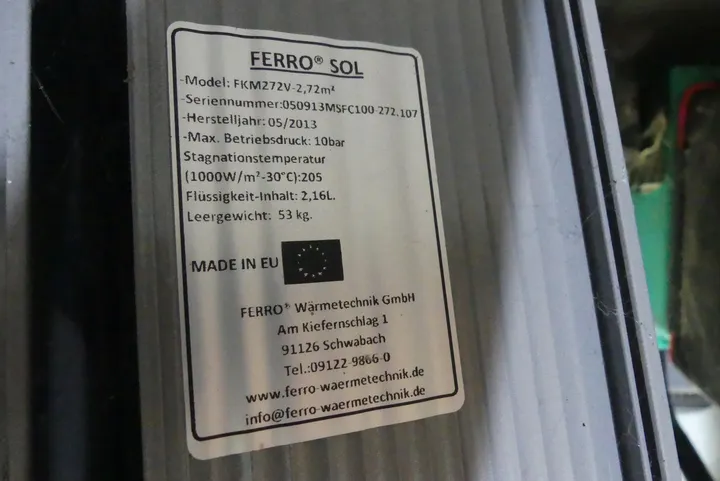 FERRO® SOL
-Model: FKM272V-2,72m²
-Seriennummer:050913MSFC100-272.107
-Herstelljahr: 05/2013
-Max. Betriebsdruck: 10bar
Stagnationstemperatur
(1000W/m²-30°C):205
Flüssigkeit-Inhalt: 2,16L.
Leergewicht: 53 kg.
MADE IN EU
FERRO® Wärmetechnik GmbH
Am Kiefernschlag 1
91126 Schwabach
Tel.:09122-9866-0
www.ferro-waermetechnik.de
info@ferro-waermetechnik.de